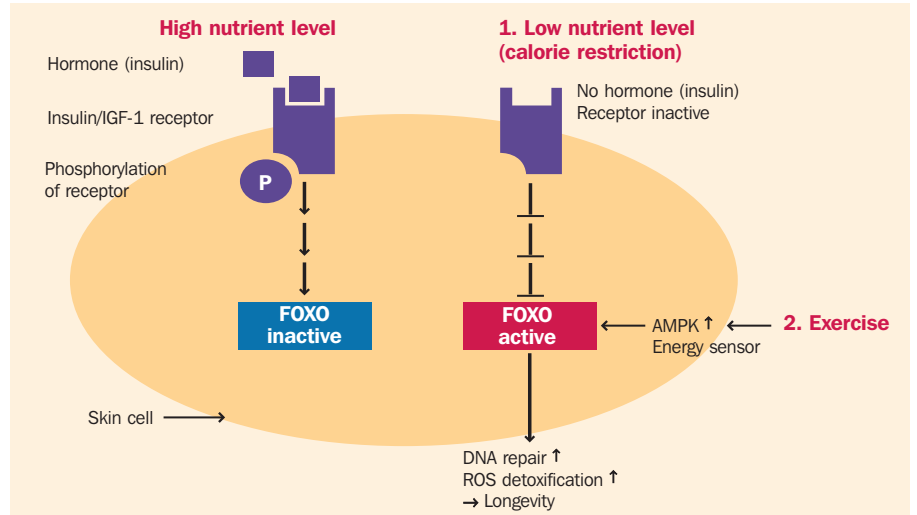 High nutrient level
Hormone (insulin)
Insulin/IGF-1 receptor
Phosphorylation
of receptor
P
FOXO
inactive
Skin cell
1. Low nutrient level
(calorie restriction)
No hormone (insulin)
Receptor inactive
FOXO
active
AMPK ↑
Energy sensor
2. Exercise
DNA repair ↑
ROS detoxification ↑
→ Longevity